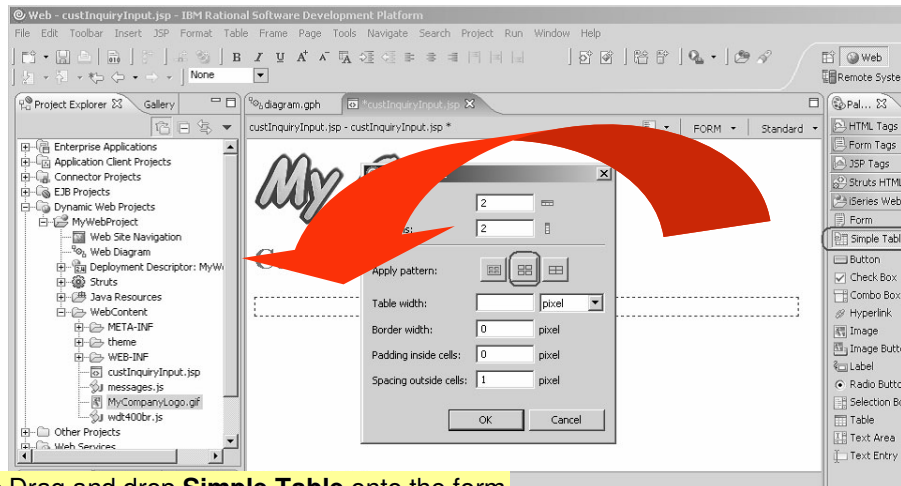 Web - custInquiryInput.jsp - IBM Rational Software Development Platform
File Edit Toolbar Insert JSP Format Table Frame Page Tools Navigate Search Project Run Window Help
None
Web
Remote Syste
Project Explorer
Gallery
diagram.gph
*custInquiryInput.jsp
Pal...
custInquiryInput.jsp - custInquiryInput.jsp *
FORM
Standard
Enterprise Applications
Application Client Projects
Connector Projects
EJB Projects
Dynamic Web Projects
MyWebProject
Web Site Navigation
Web Diagram
Deployment Descriptor: MyW
Struts
Java Resources
WebContent
META-INF
theme
WEB-INF
custInquiryInput.jsp
messages.js
MyCompanyLogo.gif
wdt400br.js
Other Projects
Web Services
My
2
2
Apply pattern:
Table width:
pixel
Border width:
0
pixel
Padding inside cells:
0
pixel
Spacing outside cells:
1
pixel
OK
Cancel
HTML Tags
Form Tags
JSP Tags
Struts HTML
iSeries Web
Form
Simple Tabl
Button
Check Box
Combo Box
Hyperlink
Image
Image Butt
Label
Radio Butto
Selection Bo
Table
Text Area
Text Entry
Drag and drop Simple Table onto the form